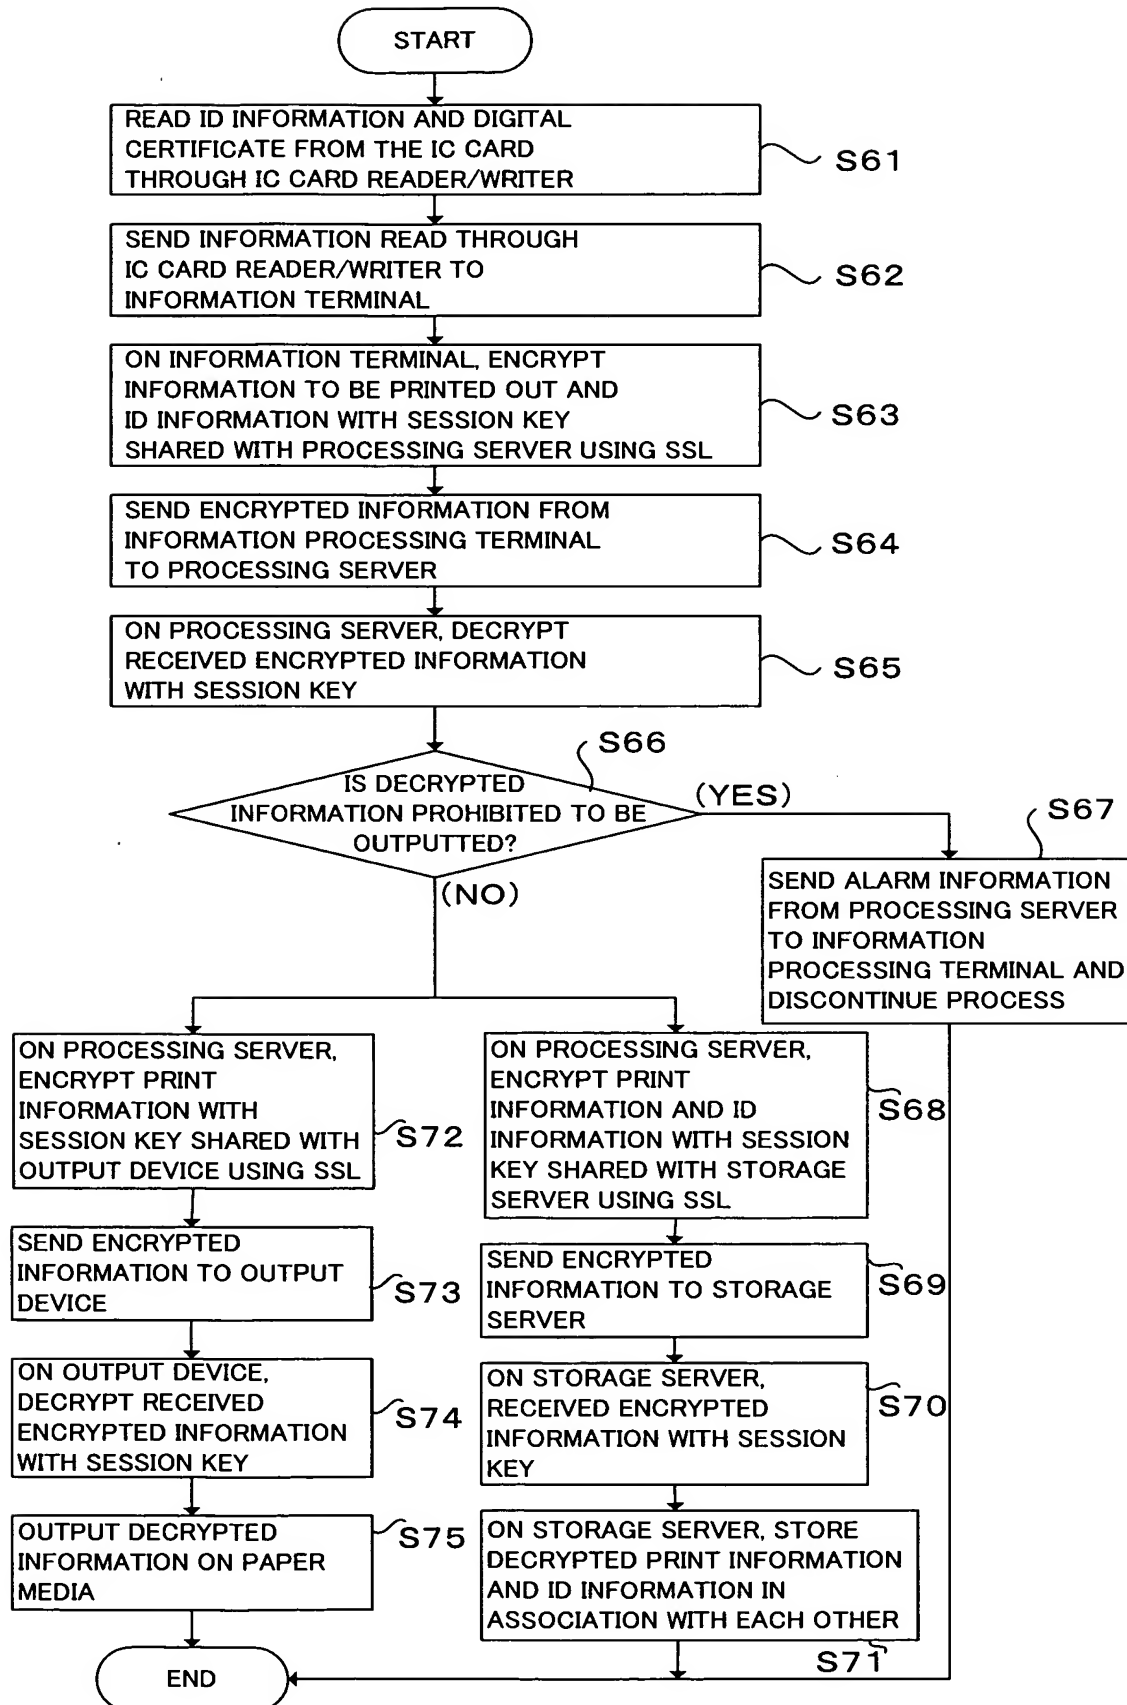 START
READ ID INFORMATION AND DIGITAL
CERTIFICATE FROM THE IC CARD
THROUGH IC CARD READER/WRITER
S61
SEND INFORMATION READ THROUGH
IC CARD READER/WRITER TO
INFORMATION TERMINAL
S62
ON INFORMATION TERMINAL, ENCRYPT
INFORMATION TO BE PRINTED OUT AND
ID INFORMATION WITH SESSION KEY
SHARED WITH PROCESSING SERVER USING SSL
S63
SEND ENCRYPTED INFORMATION FROM
INFORMATION PROCESSING TERMINAL
TO PROCESSING SERVER
S64
ON PROCESSING SERVER, DECRYPT
RECEIVED ENCRYPTED INFORMATION
WITH SESSION KEY
S65
S66
IS DECRYPTED
INFORMATION PROHIBITED TO BE
OUTPUTTED?
(YES)
(NO)
S67
SEND ALARM INFORMATION
FROM PROCESSING SERVER
TO INFORMATION
PROCESSING TERMINAL AND
DISCONTINUE PROCESS
ON PROCESSING SERVER,
ENCRYPT PRINT
INFORMATION WITH
SESSION KEY SHARED WITH
OUTPUT DEVICE USING SSL
S72
SEND ENCRYPTED
INFORMATION TO OUTPUT
DEVICE
S73
ON OUTPUT DEVICE,
DECRYPT RECEIVED
ENCRYPTED INFORMATION
WITH SESSION KEY
S74
OUTPUT DECRYPTED
INFORMATION ON PAPER
MEDIA
S75
ON PROCESSING SERVER,
ENCRYPT PRINT
INFORMATION AND ID
INFORMATION WITH SESSION
KEY SHARED WITH STORAGE
SERVER USING SSL
S68
SEND ENCRYPTED
INFORMATION TO STORAGE
SERVER
S69
ON STORAGE SERVER,
RECEIVED ENCRYPTED
INFORMATION WITH SESSION
KEY
S70
ON STORAGE SERVER, STORE
DECRYPTED PRINT INFORMATION
AND ID INFORMATION IN
ASSOCIATION WITH EACH OTHER
S71
END